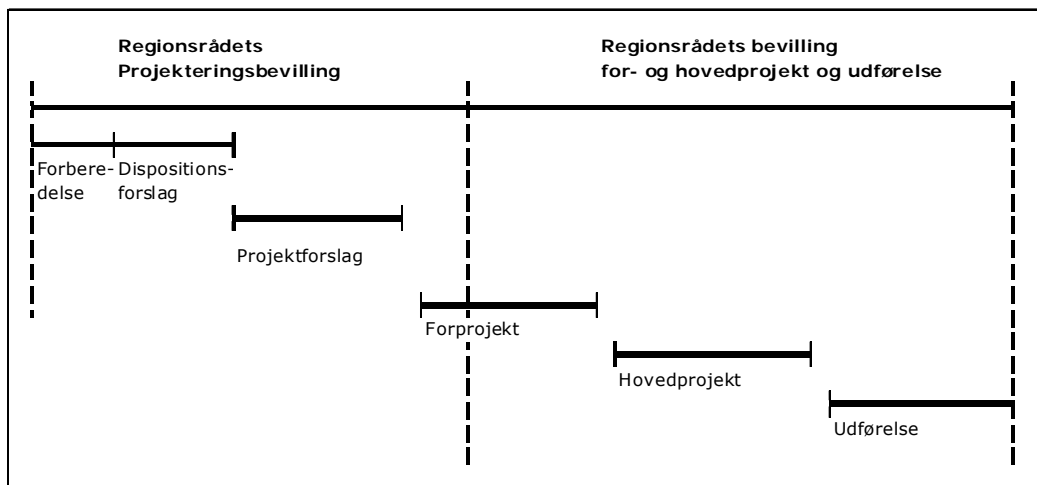 Regionsrådets
Projekteringsbevilling
Regionsrådets bevilling
for- og hovedprojekt og udførelse
Forbere-
delse
Dispositions-
forslag
Projektforslag
Forprojekt
Hovedprojekt
Udførelse